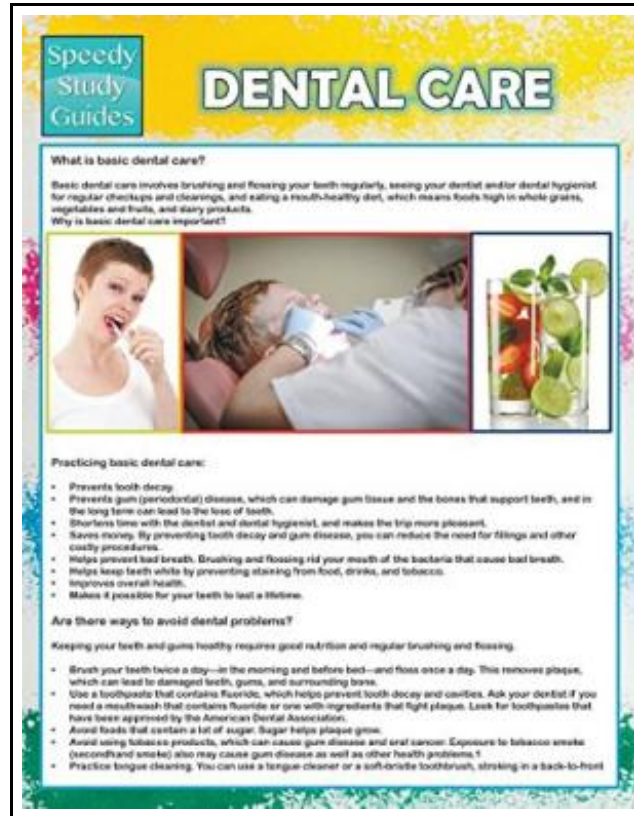 Speedy
Study
Guides
DENTAL CARE
What is basic dental care?
Basic dental care involves brushing and flossing your teeth regularly, seeing your dentist and/or dental hygienist
for regular checkups and cleanings, and eating a mouth-healthy diet, which means foods high in whole grains,
vegetables and fruits, and dairy products.
Why is basic dental care important?
Practicing basic dental care:
• Prevents tooth decay.
• Prevents gum (periodontal) disease, which can damage gum tissue and the bones that support teeth, and in
the long term can lead to the loss of teeth.
• Shortens time with the dentist and dental hygienist, and makes the trip more pleasant.
• Saves money. By preventing tooth decay and gum disease, you can reduce the need for fillings and other
costly procedures.
• Helps prevent bad breath. Brushing and flossing rid your mouth of the bacteria that cause bad breath.
• Helps keep teeth white by preventing staining from food, drinks, and tobacco.
• Improves overall health.
• Makes it possible for your teeth to last a lifetime.
Are there ways to avoid dental problems?
Keeping your teeth and gums healthy requires good nutrition and regular brushing and flossing.
• Brush your teeth twice a day—in the morning and before bed—and floss once a day. This removes plaque,
which can lead to damaged teeth, gums, and surrounding bone.
• Use a toothpaste that contains fluoride, which helps prevent tooth decay and cavities. Ask your dentist if you
need a mouthwash that contains fluoride or one with ingredients that fight plaque. Look for toothpastes that
have been approved by the American Dental Association.
• Avoid foods that contain a lot of sugar. Sugar helps plaque grow.
• Avoid using tobacco products, which can cause gum disease and oral cancer. Exposure to tobacco smoke
(secondhand smoke) also may cause gum disease as well as other health problems.1
• Practice tongue cleaning. You can use a tongue cleaner or a soft-bristle toothbrush, stroking in a back-to-front